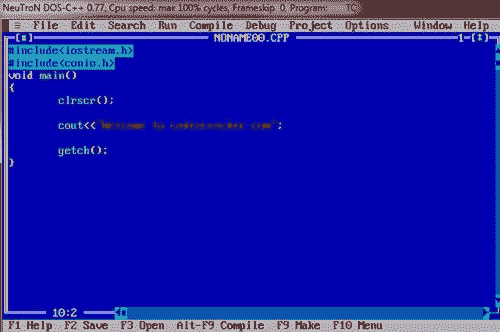 NeuTroN DOS-C++ 0.77, Cpu speed: max 100% cycles, Frameskip 0, Program: TC
≡ File Edit Search Run Compile Debug Project Options Window Help
[■] NONAME00.CPP 1=[↕]
#include<iostream.h>
#include<conio.h>
void main()
{
clrscr();
cout<<"Welcome to ";
getch();
}
10:2
F1 Help F2 Save F3 Open Alt-F9 Compile F9 Make F10 Menu